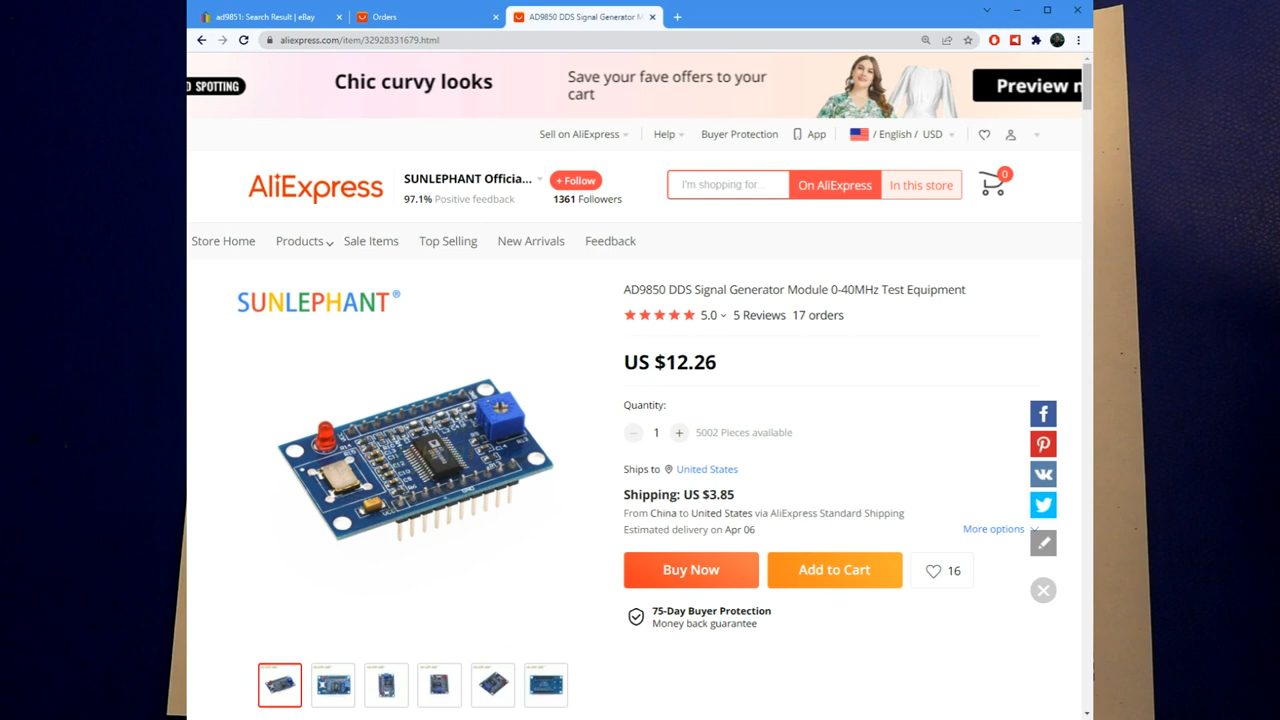 ad9851: Search Result | eBay
Orders
AD9850 DDS Signal Generator M
aliexpress.com/item/32928331679.html
SPOTTING
Chic curvy looks
Save your fave offers to your
cart
Preview
Sell on AliExpress
Help
Buyer Protection
App
/ English / USD
AliExpress
SUNLEPHANT Officia...
+ Follow
97.1% Positive feedback
1361 Followers
I'm shopping for...
On AliExpress
In this store
0
Store Home
Products
Sale Items
Top Selling
New Arrivals
Feedback
SUNLEPHANT®
AD9850 DDS Signal Generator Module 0-40MHz Test Equipment
5.0
5 Reviews
17 orders
US $12.26
Quantity:
1
5002 Pieces available
Ships to
United States
Shipping: US $3.85
From China to United States via AliExpress Standard Shipping
Estimated delivery on Apr 06
More options
Buy Now
Add to Cart
16
75-Day Buyer Protection
Money back guarantee